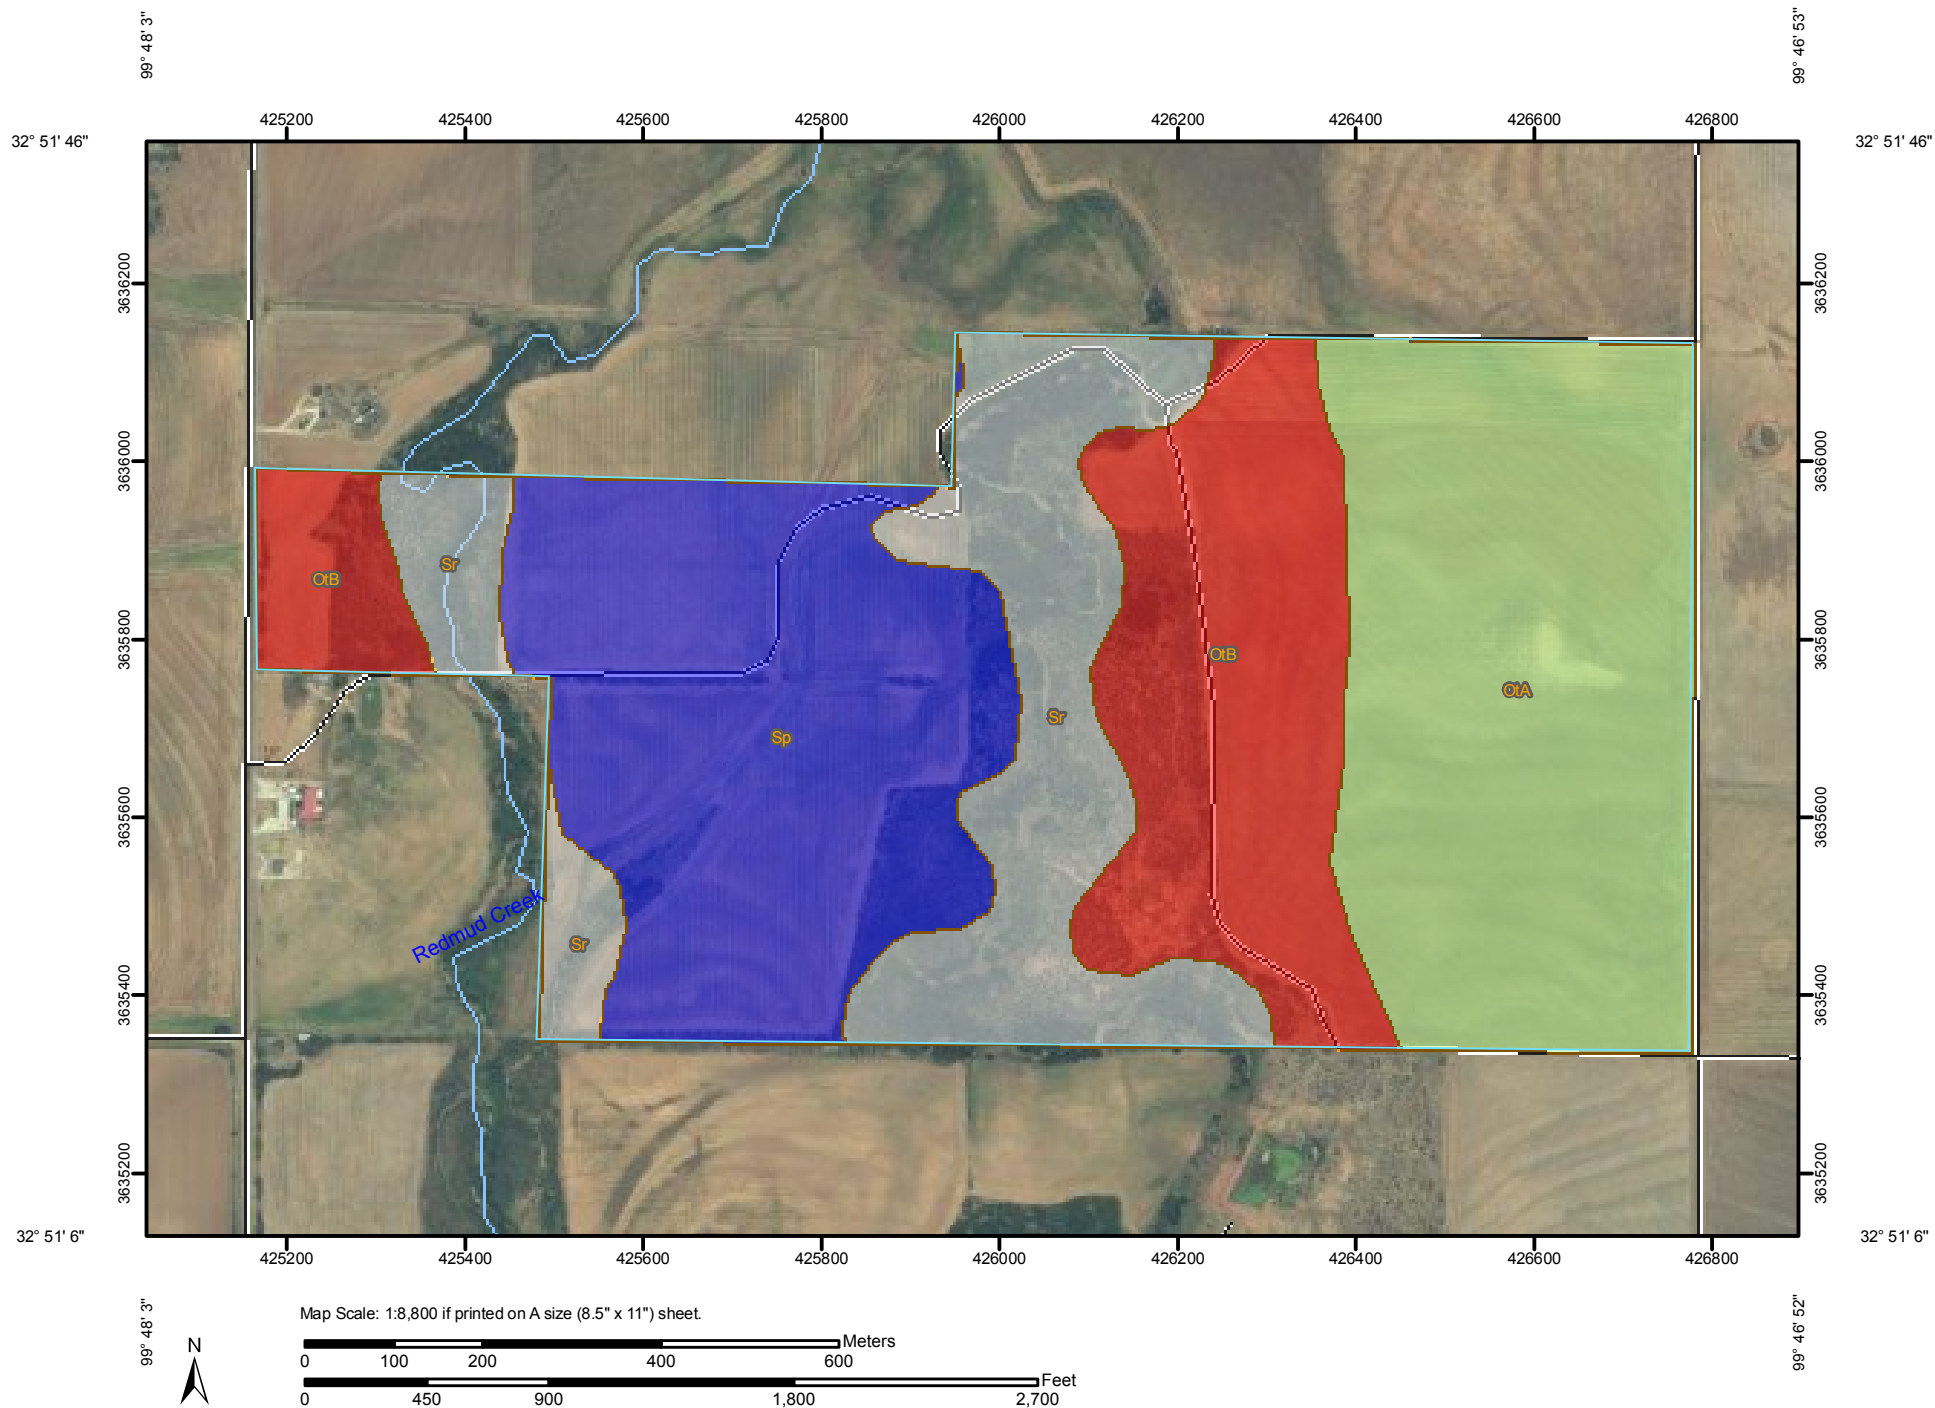 99° 48' 3"
99° 46' 53"
425200 425400 425600 425800 426000 426200 426400 426600 426800
32° 51' 46"
32° 51' 46"
3636200
3636200
3636000
3636000
Sr
OtB
3635800
3635800
OtB
OtA
Sr
Sp
3635600
3635600
Redmud Creek
Sr
3635400
3635400
3635200
3635200
32° 51' 6"
32° 51' 6"
425200 425400 425600 425800 426000 426200 426400 426600 426800
99° 48' 3"
99° 46' 52"
Map Scale: 1:8,800 if printed on A size (8.5" x 11") sheet.
N
Meters
0 100 200 400 600
Feet
0 450 900 1,800 2,700